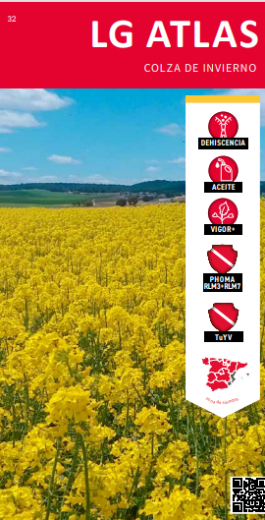 32
LG ATLAS
COLZA DE INVIERNO
DEHISCENCIA
ACEITE
VIGOR+
PHOMA
RLM3+RLM7
TuYV